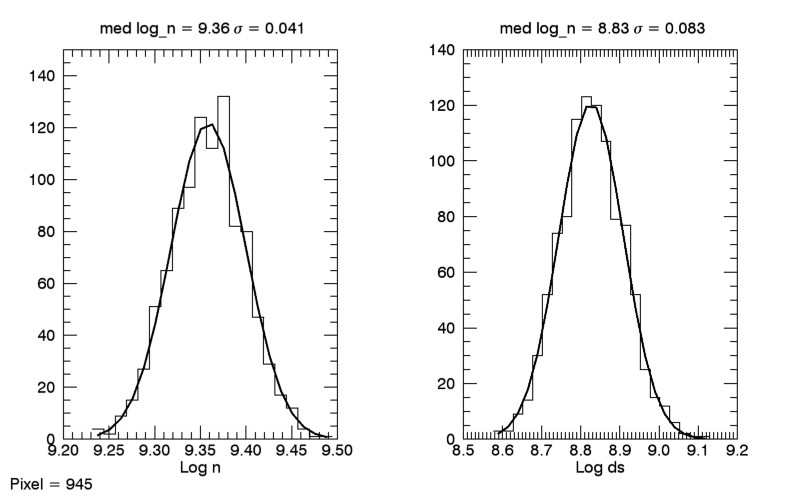 med log_n = 9.36 σ = 0.041
med log_n = 8.83 σ = 0.083
140
120
100
80
60
40
20
0
9.20 9.25 9.30 9.35 9.40 9.45 9.50
Log n
140
120
100
80
60
40
20
0
8.5 8.6 8.7 8.8 8.9 9.0 9.1 9.2
Log ds
Pixel = 945